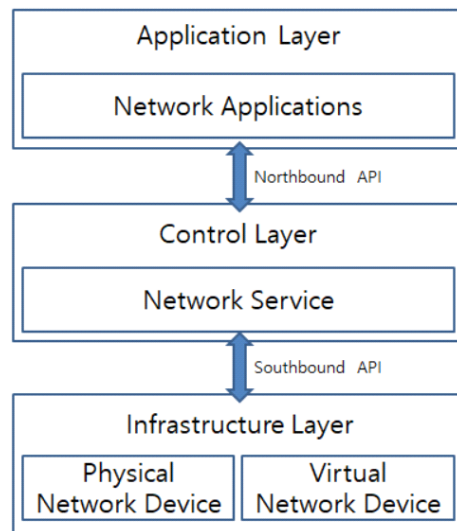 Application Layer
Network Applications
Northbound API
Control Layer
Network Service
Southbound API
Infrastructure Layer
Physical
Network Device
Virtual
Network Device